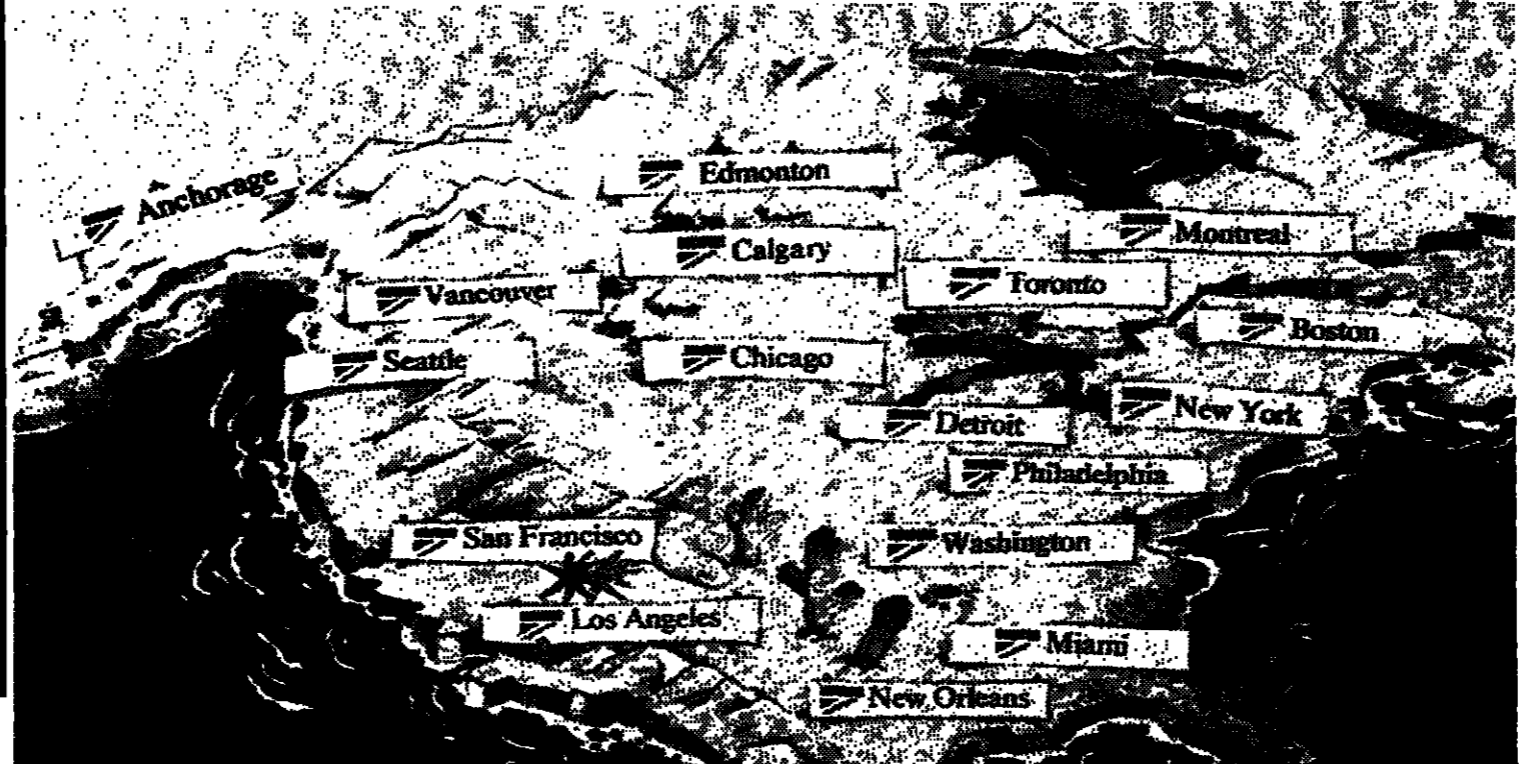 Edmonton
Anchorage
Montreal
Calgary
Toronto
Vancouver
Boston
Seattle
Chicago
New York
Detroit
Philadelphia
San Francisco
Washington
Los Angeles
Miami
New Orleans